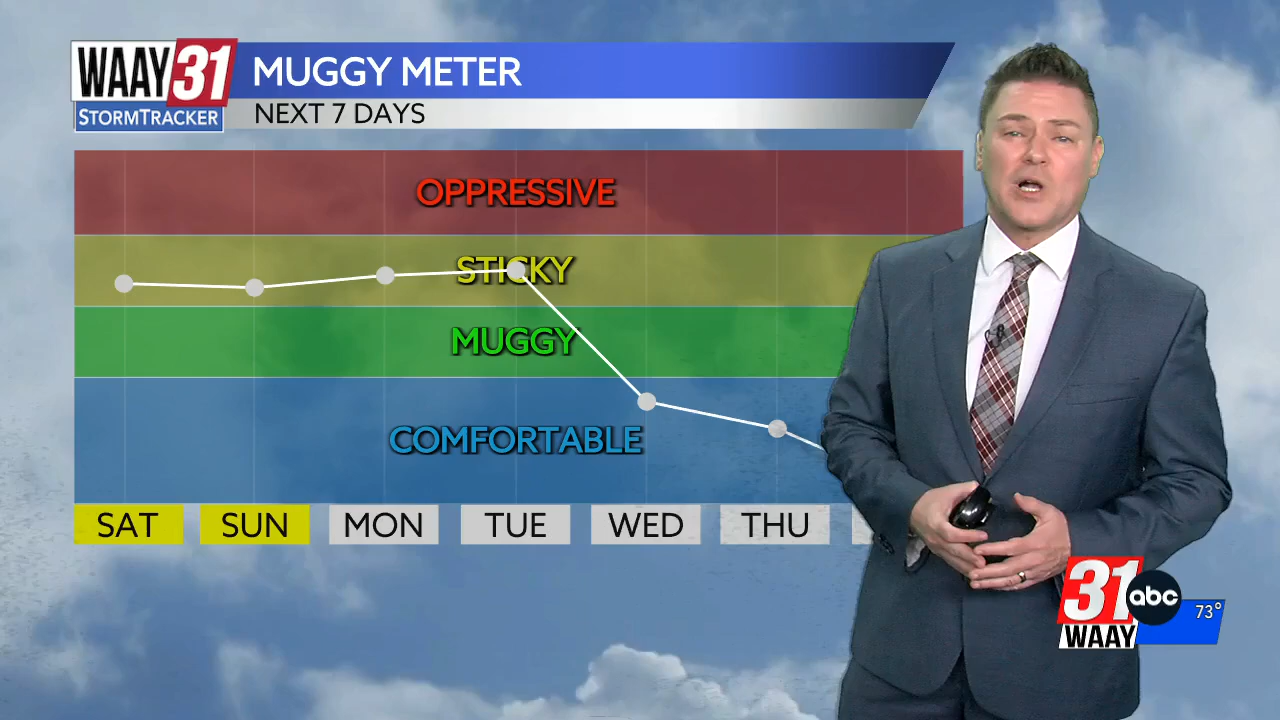 WAAY 31
STORMTRACKER
MUGGY METER
NEXT 7 DAYS
OPPRESSIVE
STICKY
MUGGY
COMFORTABLE
SAT SUN MON TUE WED THU
31
abc
73°
WAAY